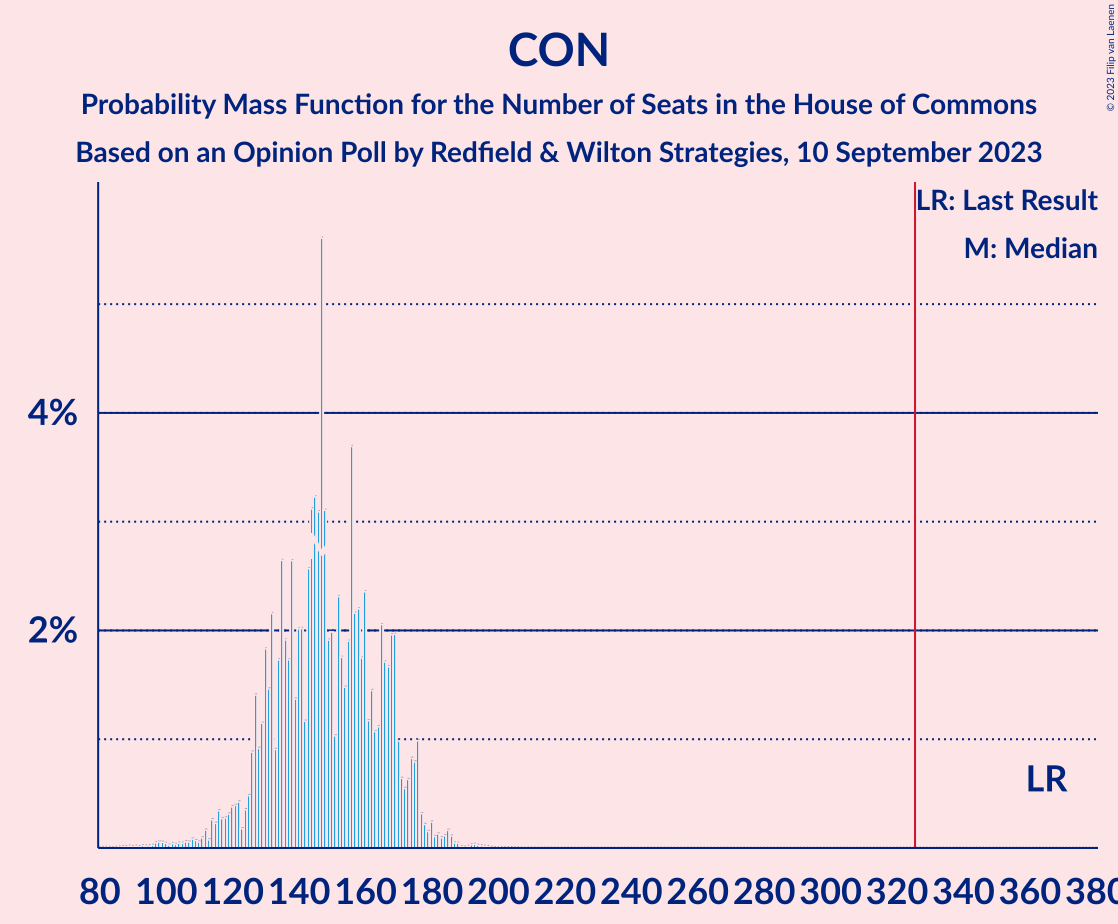 CON
Probability Mass Function for the Number of Seats in the House of Commons
Based on an Opinion Poll by Redfield & Wilton Strategies, 10 September 2023
© 2023 Filip van Laenen
LR: Last Result
M: Median
4%
2%
LR
80 100 120 140 160 180 200 220 240 260 280 300 320 340 360 380